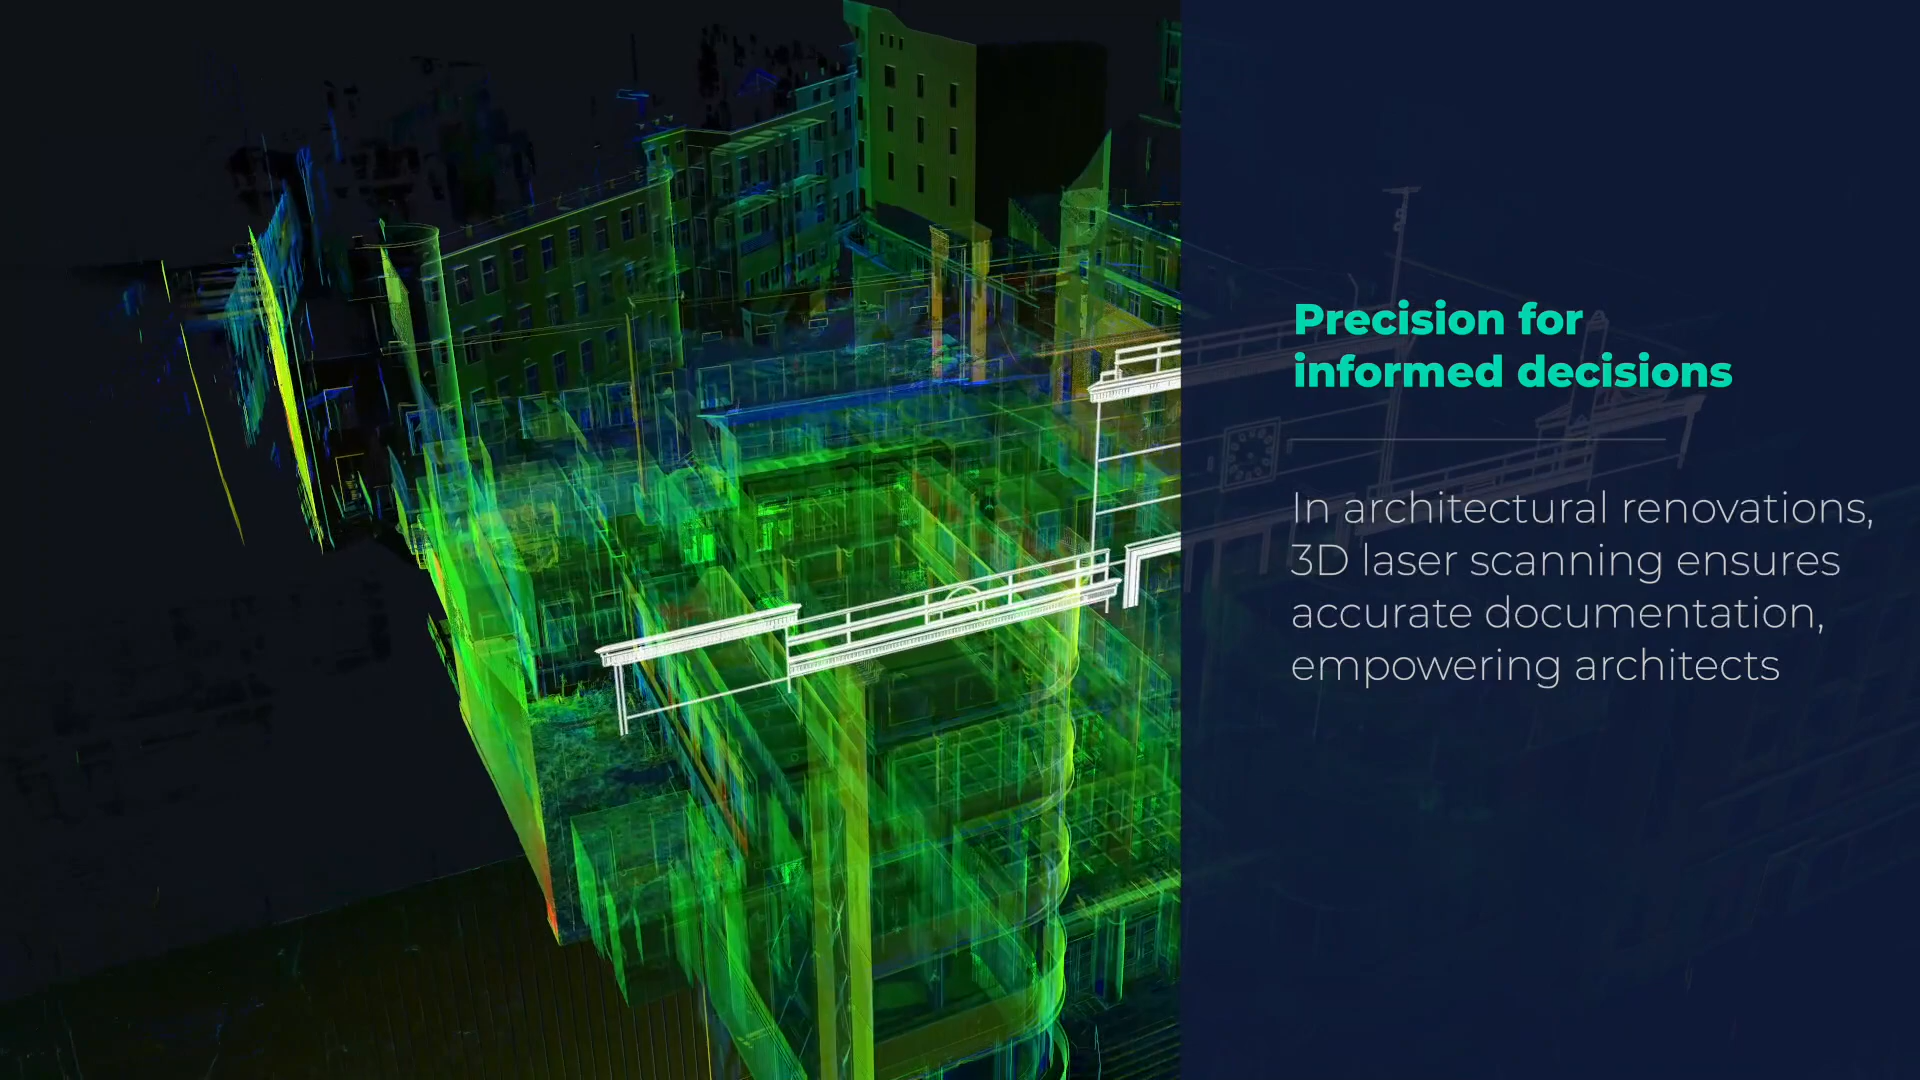 Precision for
informed decisions
In architectural renovations,
3D laser scanning ensures
accurate documentation,
empowering architects